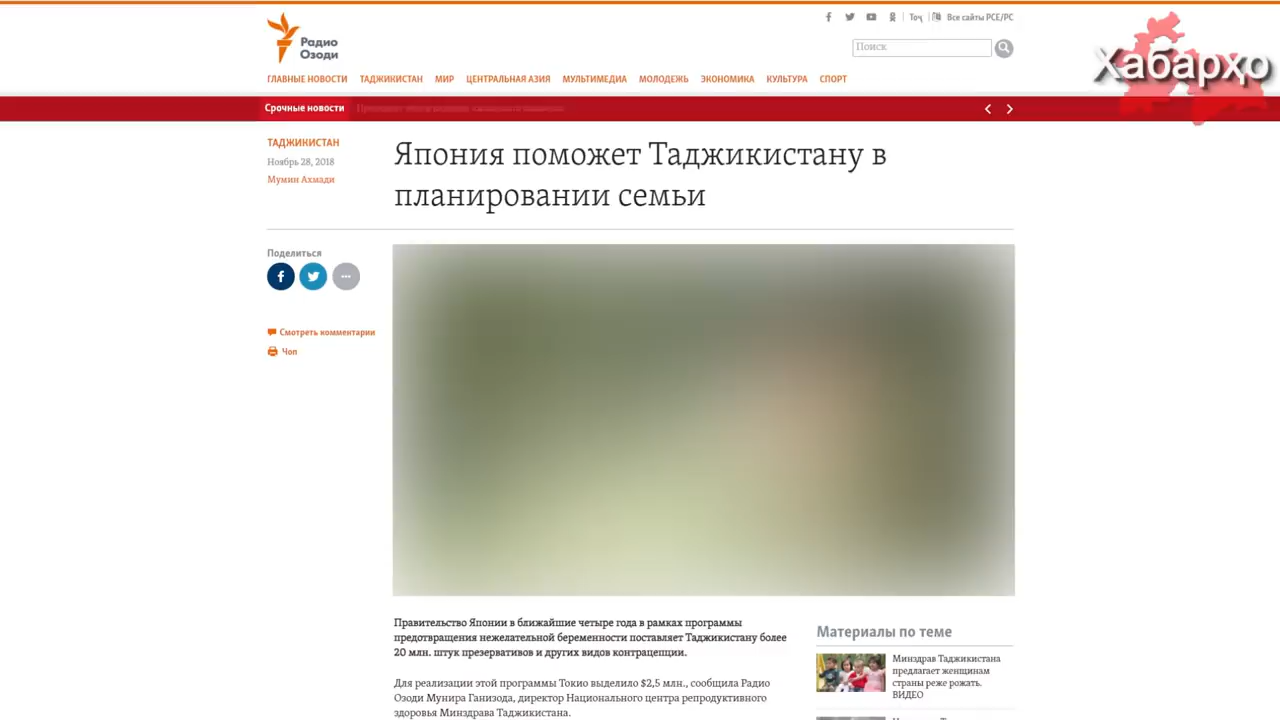 Радио
Озоди
Тоҷ
Все сайты РСЕ/РС
Поиск
Хабарҳо
ГЛАВНЫЕ НОВОСТИ ТАДЖИКИСТАН МИР ЦЕНТРАЛЬНАЯ АЗИЯ МУЛЬТИМЕДИА МОЛОДЕЖЬ ЭКОНОМИКА КУЛЬТУРА СПОРТ
Срочные новости
ТАДЖИКИСТАН
Ноябрь 28, 2018
Мумин Ахмади
Япония поможет Таджикистану в
планировании семьи
Поделиться
Смотреть комментарии
Чоп
Правительство Японии в ближайшие четыре года в рамках программы
предотвращения нежелательной беременности поставляет Таджикистану более
20 млн. штук презервативов и других видов контрацепции.
Для реализации этой программы Токио выделило $2,5 млн., сообщила Радио
Озоди Мунира Ганизода, директор Национального центра репродуктивного
здоровья Минздрава Таджикистана.
Материалы по теме
Минздрав Таджикистана
предлагает женщинам
страны реже рожать.
ВИДЕО